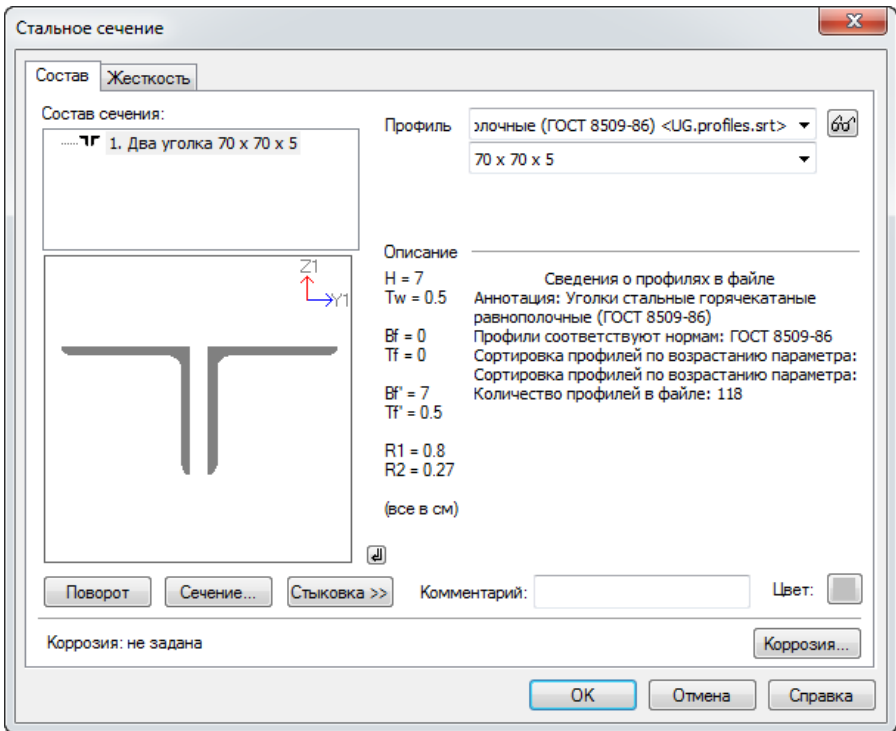 Стальное сечение
Состав
Жесткость
Состав сечения:
1. Два уголка 70 x 70 x 5
Профиль
олочные (ГОСТ 8509-86) <UG.profiles.srt>
70 x 70 x 5
Z1
Y1
Описание
H = 7
Tw = 0.5
Bf = 0
Tf = 0
Bf' = 7
Tf' = 0.5
R1 = 0.8
R2 = 0.27
(все в см)
Сведения о профилях в файле
Аннотация: Уголки стальные горячекатаные
равнополочные (ГОСТ 8509-86)
Профили соответствуют нормам: ГОСТ 8509-86
Сортировка профилей по возрастанию параметра:
Сортировка профилей по возрастанию параметра:
Количество профилей в файле: 118
Поворот
Сечение...
Стыковка >>
Комментарий:
Цвет:
Коррозия: не задана
Коррозия...
OK
Отмена
Справка